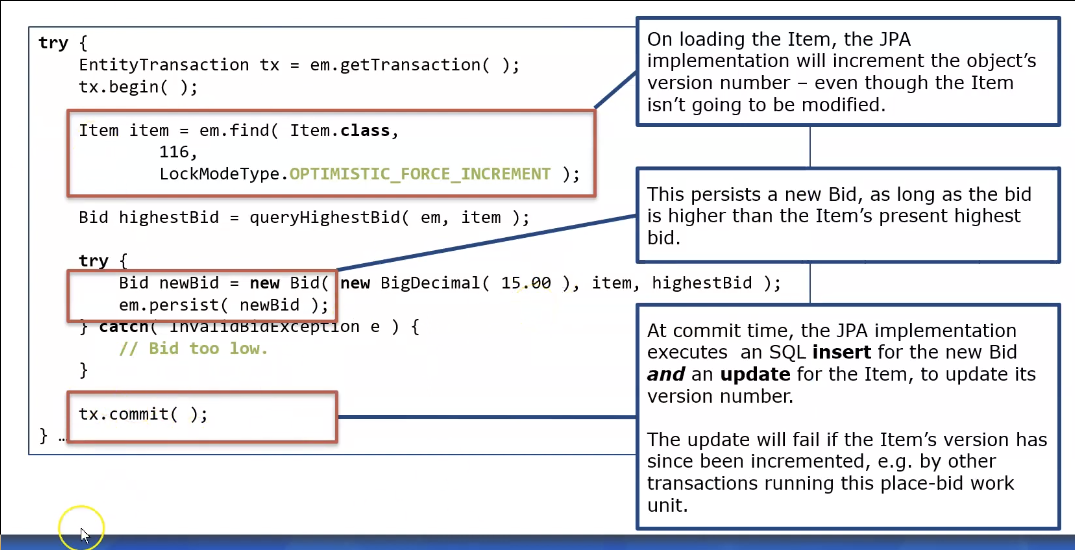 try {
EntityTransaction tx = em.getTransaction( );
tx.begin( );
Item item = em.find( Item.class,
116,
LockModeType.OPTIMISTIC_FORCE_INCREMENT );
Bid highestBid = queryHighestBid( em, item );
try {
Bid newBid = new Bid( new BigDecimal( 15.00 ), item, highestBid );
em.persist( newBid );
} catch( InvalidBidException e ) {
// Bid too low.
}
tx.commit( );
} …
On loading the Item, the JPA
implementation will increment the object’s
version number – even though the Item
isn’t going to be modified.
This persists a new Bid, as long as the bid
is higher than the Item’s present highest
bid.
At commit time, the JPA implementation
executes an SQL insert for the new Bid
and an update for the Item, to update its
version number.
The update will fail if the Item’s version has
since been incremented, e.g. by other
transactions running this place-bid work
unit.